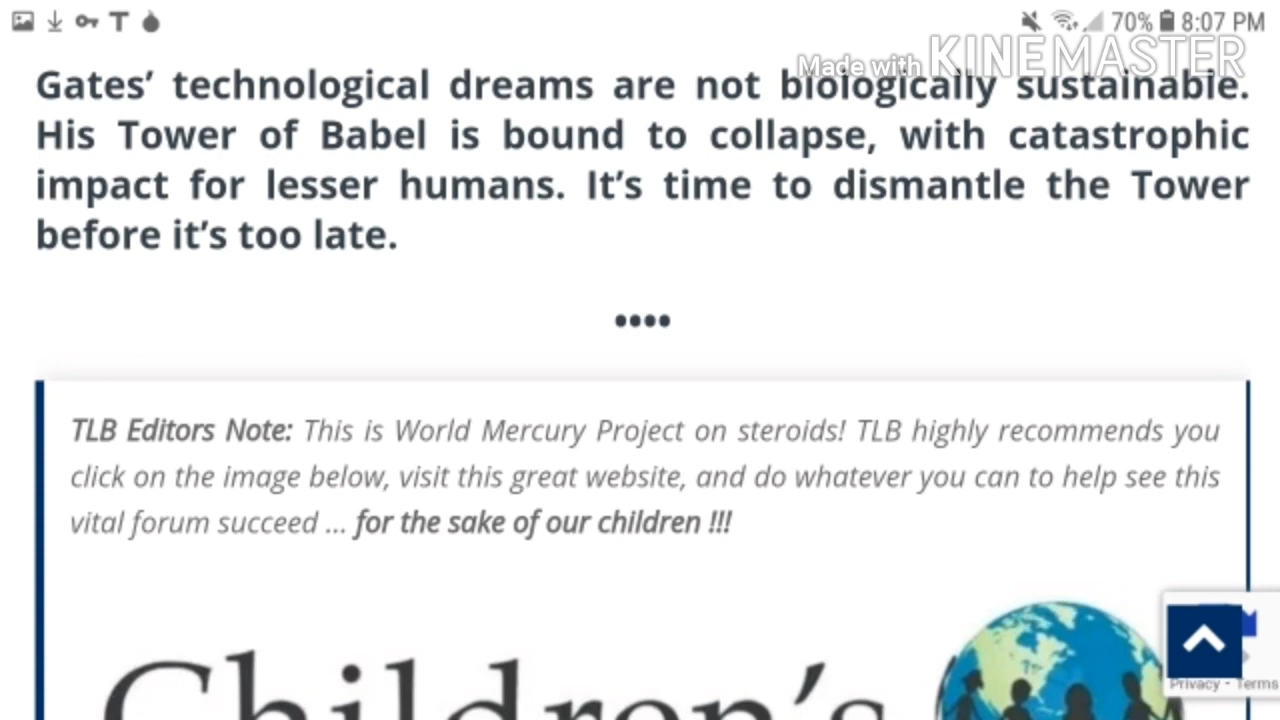 70% 8:07 PM
Made with KINEMASTER
Gates’ technological dreams are not biologically sustainable.
His Tower of Babel is bound to collapse, with catastrophic
impact for lesser humans. It’s time to dismantle the Tower
before it’s too late.
••••
TLB Editors Note: This is World Mercury Project on steroids! TLB highly recommends you
click on the image below, visit this great website, and do whatever you can to help see this
vital forum succeed ... for the sake of our children !!!
Children’s
Privacy - Terms